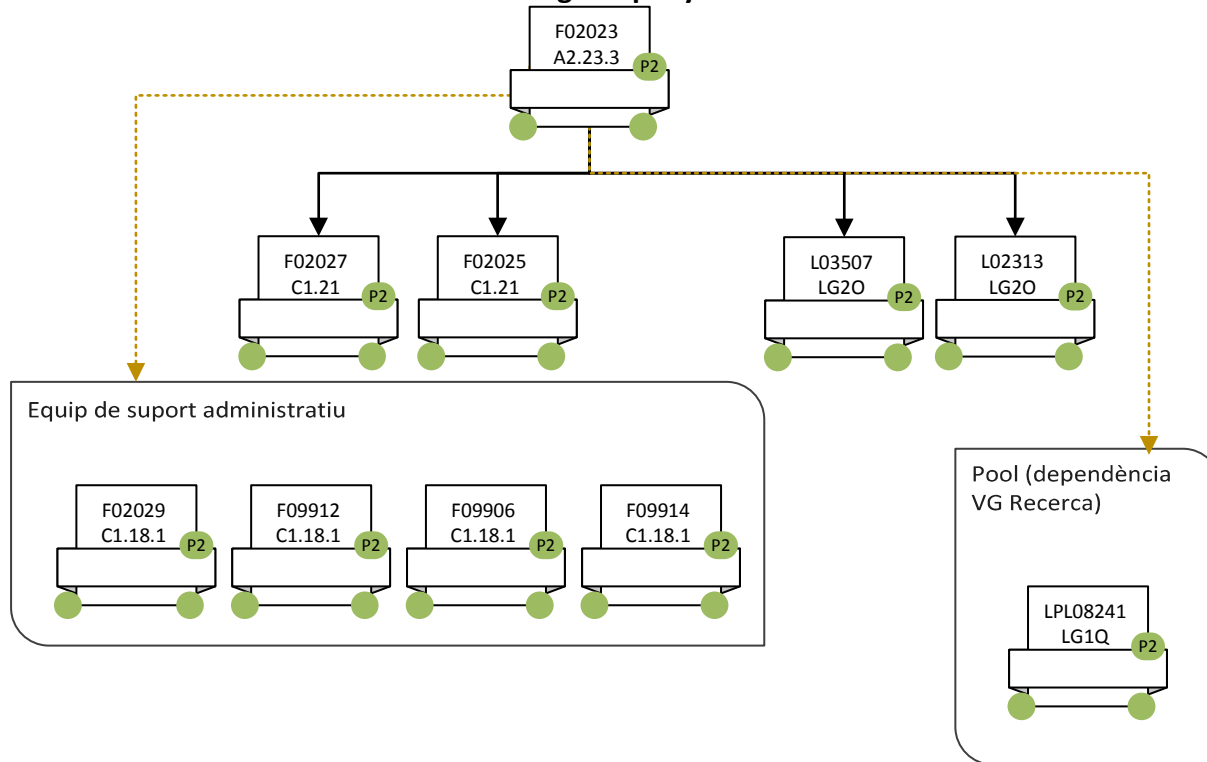 F02023
A2.23.3
P2
F02027
C1.21
P2
F02025
C1.21
P2
L03507
LG2O
P2
L02313
LG2O
P2
Equip de suport administratiu
F02029
C1.18.1
P2
F09912
C1.18.1
P2
F09906
C1.18.1
P2
F09914
C1.18.1
P2
Pool (dependència
VG Recerca)
LPL08241
LG1Q
P2